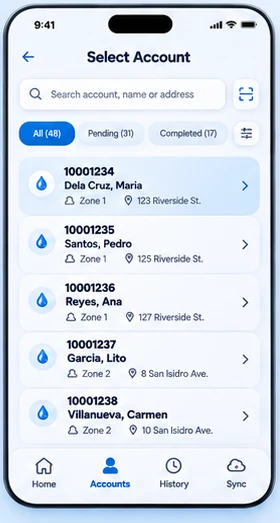 9:41
Select Account
Search account, name or address
All (48) Pending (31) Completed (17)
10001234
Dela Cruz, Maria
Zone 1 123 Riverside St.
10001235
Santos, Pedro
Zone 1 125 Riverside St.
10001236
Reyes, Ana
Zone 1 127 Riverside St.
10001237
Garcia, Lito
Zone 2 8 San Isidro Ave.
10001238
Villanueva, Carmen
Zone 2 10 San Isidro Ave.
Home Accounts History Sync